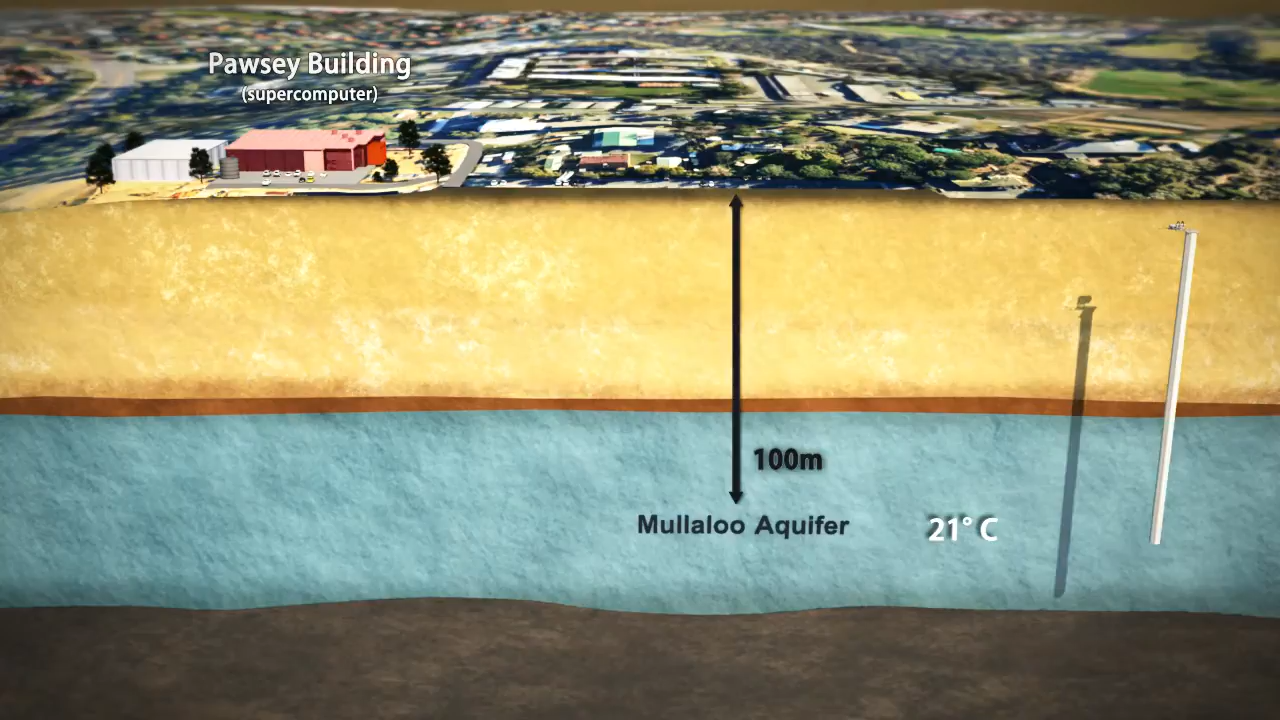 Pawsey Building
(supercomputer)
100m
Mullaloo Aquifer
21° C